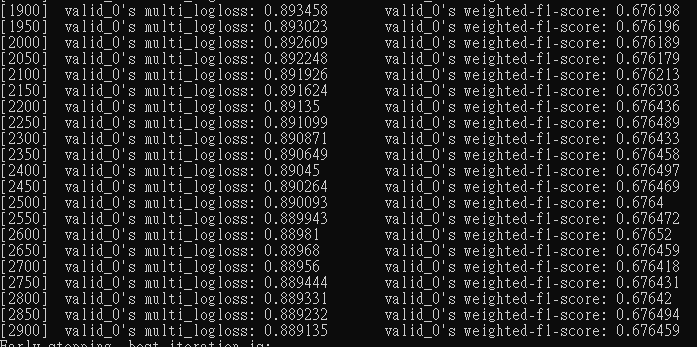 [1900] valid_0's multi_logloss: 0.893458 valid_0's weighted-f1-score: 0.676198
[1950] valid_0's multi_logloss: 0.893023 valid_0's weighted-f1-score: 0.676196
[2000] valid_0's multi_logloss: 0.892609 valid_0's weighted-f1-score: 0.676189
[2050] valid_0's multi_logloss: 0.892248 valid_0's weighted-f1-score: 0.676179
[2100] valid_0's multi_logloss: 0.891926 valid_0's weighted-f1-score: 0.676213
[2150] valid_0's multi_logloss: 0.891624 valid_0's weighted-f1-score: 0.676303
[2200] valid_0's multi_logloss: 0.89135 valid_0's weighted-f1-score: 0.676436
[2250] valid_0's multi_logloss: 0.891099 valid_0's weighted-f1-score: 0.676489
[2300] valid_0's multi_logloss: 0.890871 valid_0's weighted-f1-score: 0.676433
[2350] valid_0's multi_logloss: 0.890649 valid_0's weighted-f1-score: 0.676458
[2400] valid_0's multi_logloss: 0.89045 valid_0's weighted-f1-score: 0.676497
[2450] valid_0's multi_logloss: 0.890264 valid_0's weighted-f1-score: 0.676469
[2500] valid_0's multi_logloss: 0.890093 valid_0's weighted-f1-score: 0.6764
[2550] valid_0's multi_logloss: 0.889943 valid_0's weighted-f1-score: 0.676472
[2600] valid_0's multi_logloss: 0.88981 valid_0's weighted-f1-score: 0.67652
[2650] valid_0's multi_logloss: 0.88968 valid_0's weighted-f1-score: 0.676459
[2700] valid_0's multi_logloss: 0.88956 valid_0's weighted-f1-score: 0.676418
[2750] valid_0's multi_logloss: 0.889444 valid_0's weighted-f1-score: 0.676431
[2800] valid_0's multi_logloss: 0.889331 valid_0's weighted-f1-score: 0.67642
[2850] valid_0's multi_logloss: 0.889232 valid_0's weighted-f1-score: 0.676494
[2900] valid_0's multi_logloss: 0.889135 valid_0's weighted-f1-score: 0.676459
Early stopping, best iteration is: